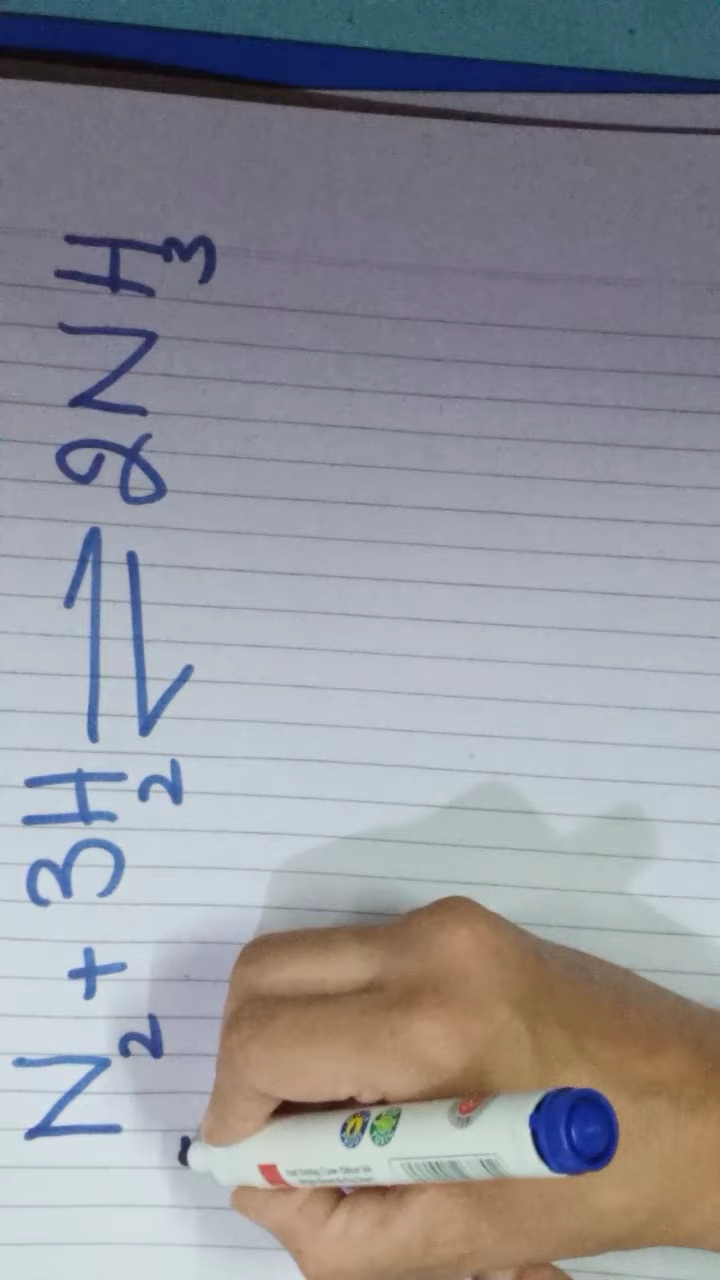 N₂ + 3H₂ ⇌ 2NH₃